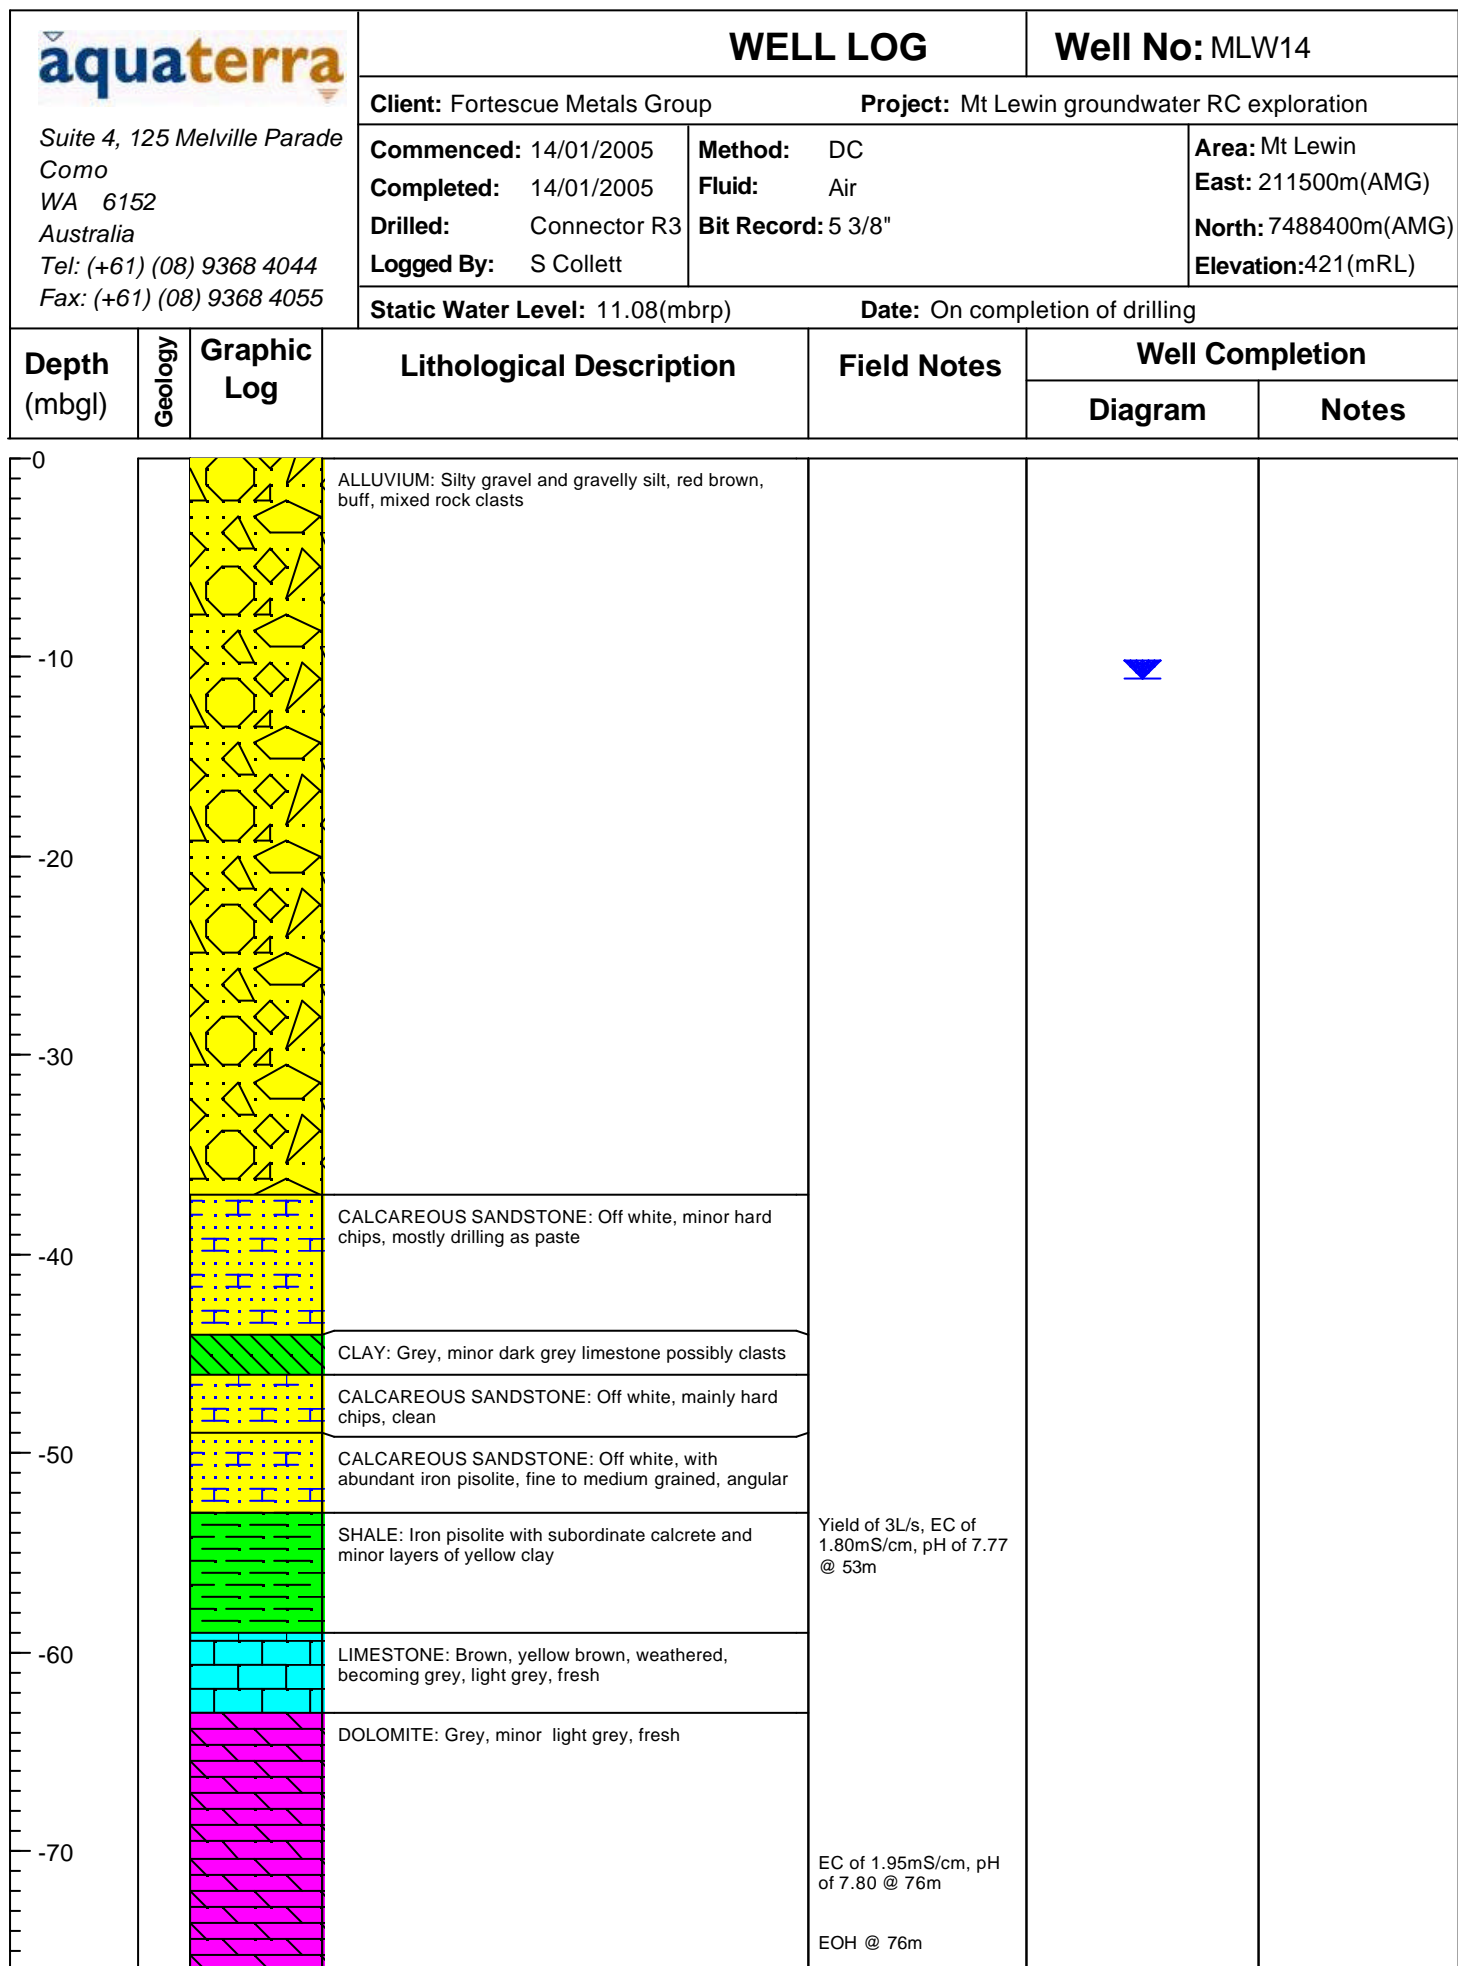 aquaterra
Suite 4, 125 Melville Parade
Como
WA 6152
Australia
Tel: (+61) (08) 9368 4044
Fax: (+61) (08) 9368 4055
WELL LOG
Well No: MLW14
Client: Fortescue Metals Group
Project: Mt Lewin groundwater RC exploration
Commenced: 14/01/2005
Completed: 14/01/2005
Drilled: Connector R3
Logged By: S Collett
Method: DC
Fluid: Air
Bit Record: 5 3/8"
Area: Mt Lewin
East: 211500m(AMG)
North: 7488400m(AMG)
Elevation: 421(mRL)
Static Water Level: 11.08(mbrp)
Date: On completion of drilling
Depth
(mbgl)
Geology
Graphic
Log
Lithological Description
Field Notes
Well Completion
Diagram
Notes
0
ALLUVIUM: Silty gravel and gravelly silt, red brown,
buff, mixed rock clasts
-10
-20
-30
CALCAREOUS SANDSTONE: Off white, minor hard
chips, mostly drilling as paste
-40
CLAY: Grey, minor dark grey limestone possibly clasts
CALCAREOUS SANDSTONE: Off white, mainly hard
chips, clean
-50
CALCAREOUS SANDSTONE: Off white, with
abundant iron pisolite, fine to medium grained, angular
SHALE: Iron pisolite with subordinate calcrete and
minor layers of yellow clay
Yield of 3L/s, EC of
1.80mS/cm, pH of 7.77
@ 53m
-60
LIMESTONE: Brown, yellow brown, weathered,
becoming grey, light grey, fresh
DOLOMITE: Grey, minor light grey, fresh
-70
EC of 1.95mS/cm, pH
of 7.80 @ 76m
EOH @ 76m